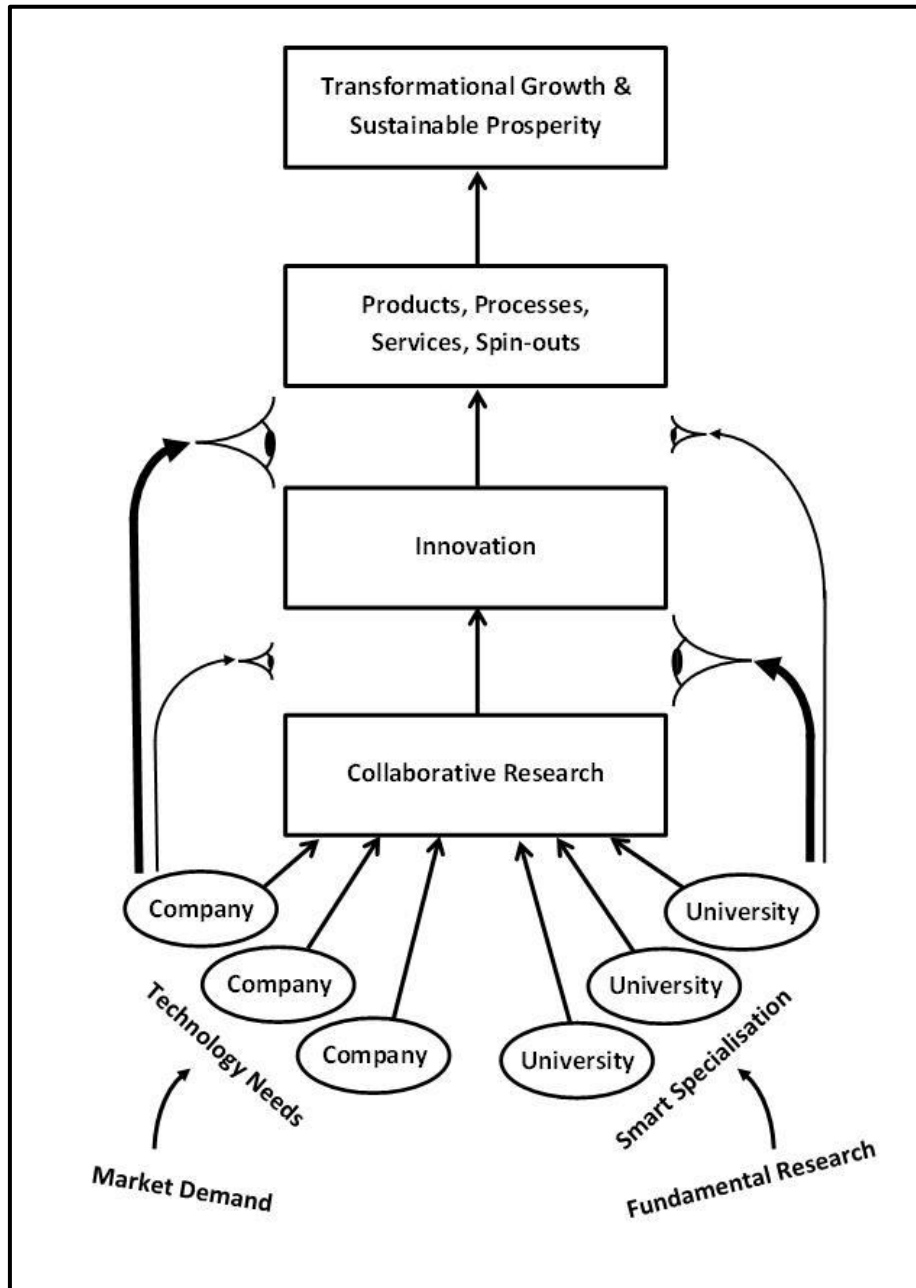 Transformational Growth &
Sustainable Prosperity
Products, Processes,
Services, Spin-outs
Innovation
Collaborative Research
Company
University
Company
University
Company
University
Technology Needs
Smart Specialisation
Market Demand
Fundamental Research